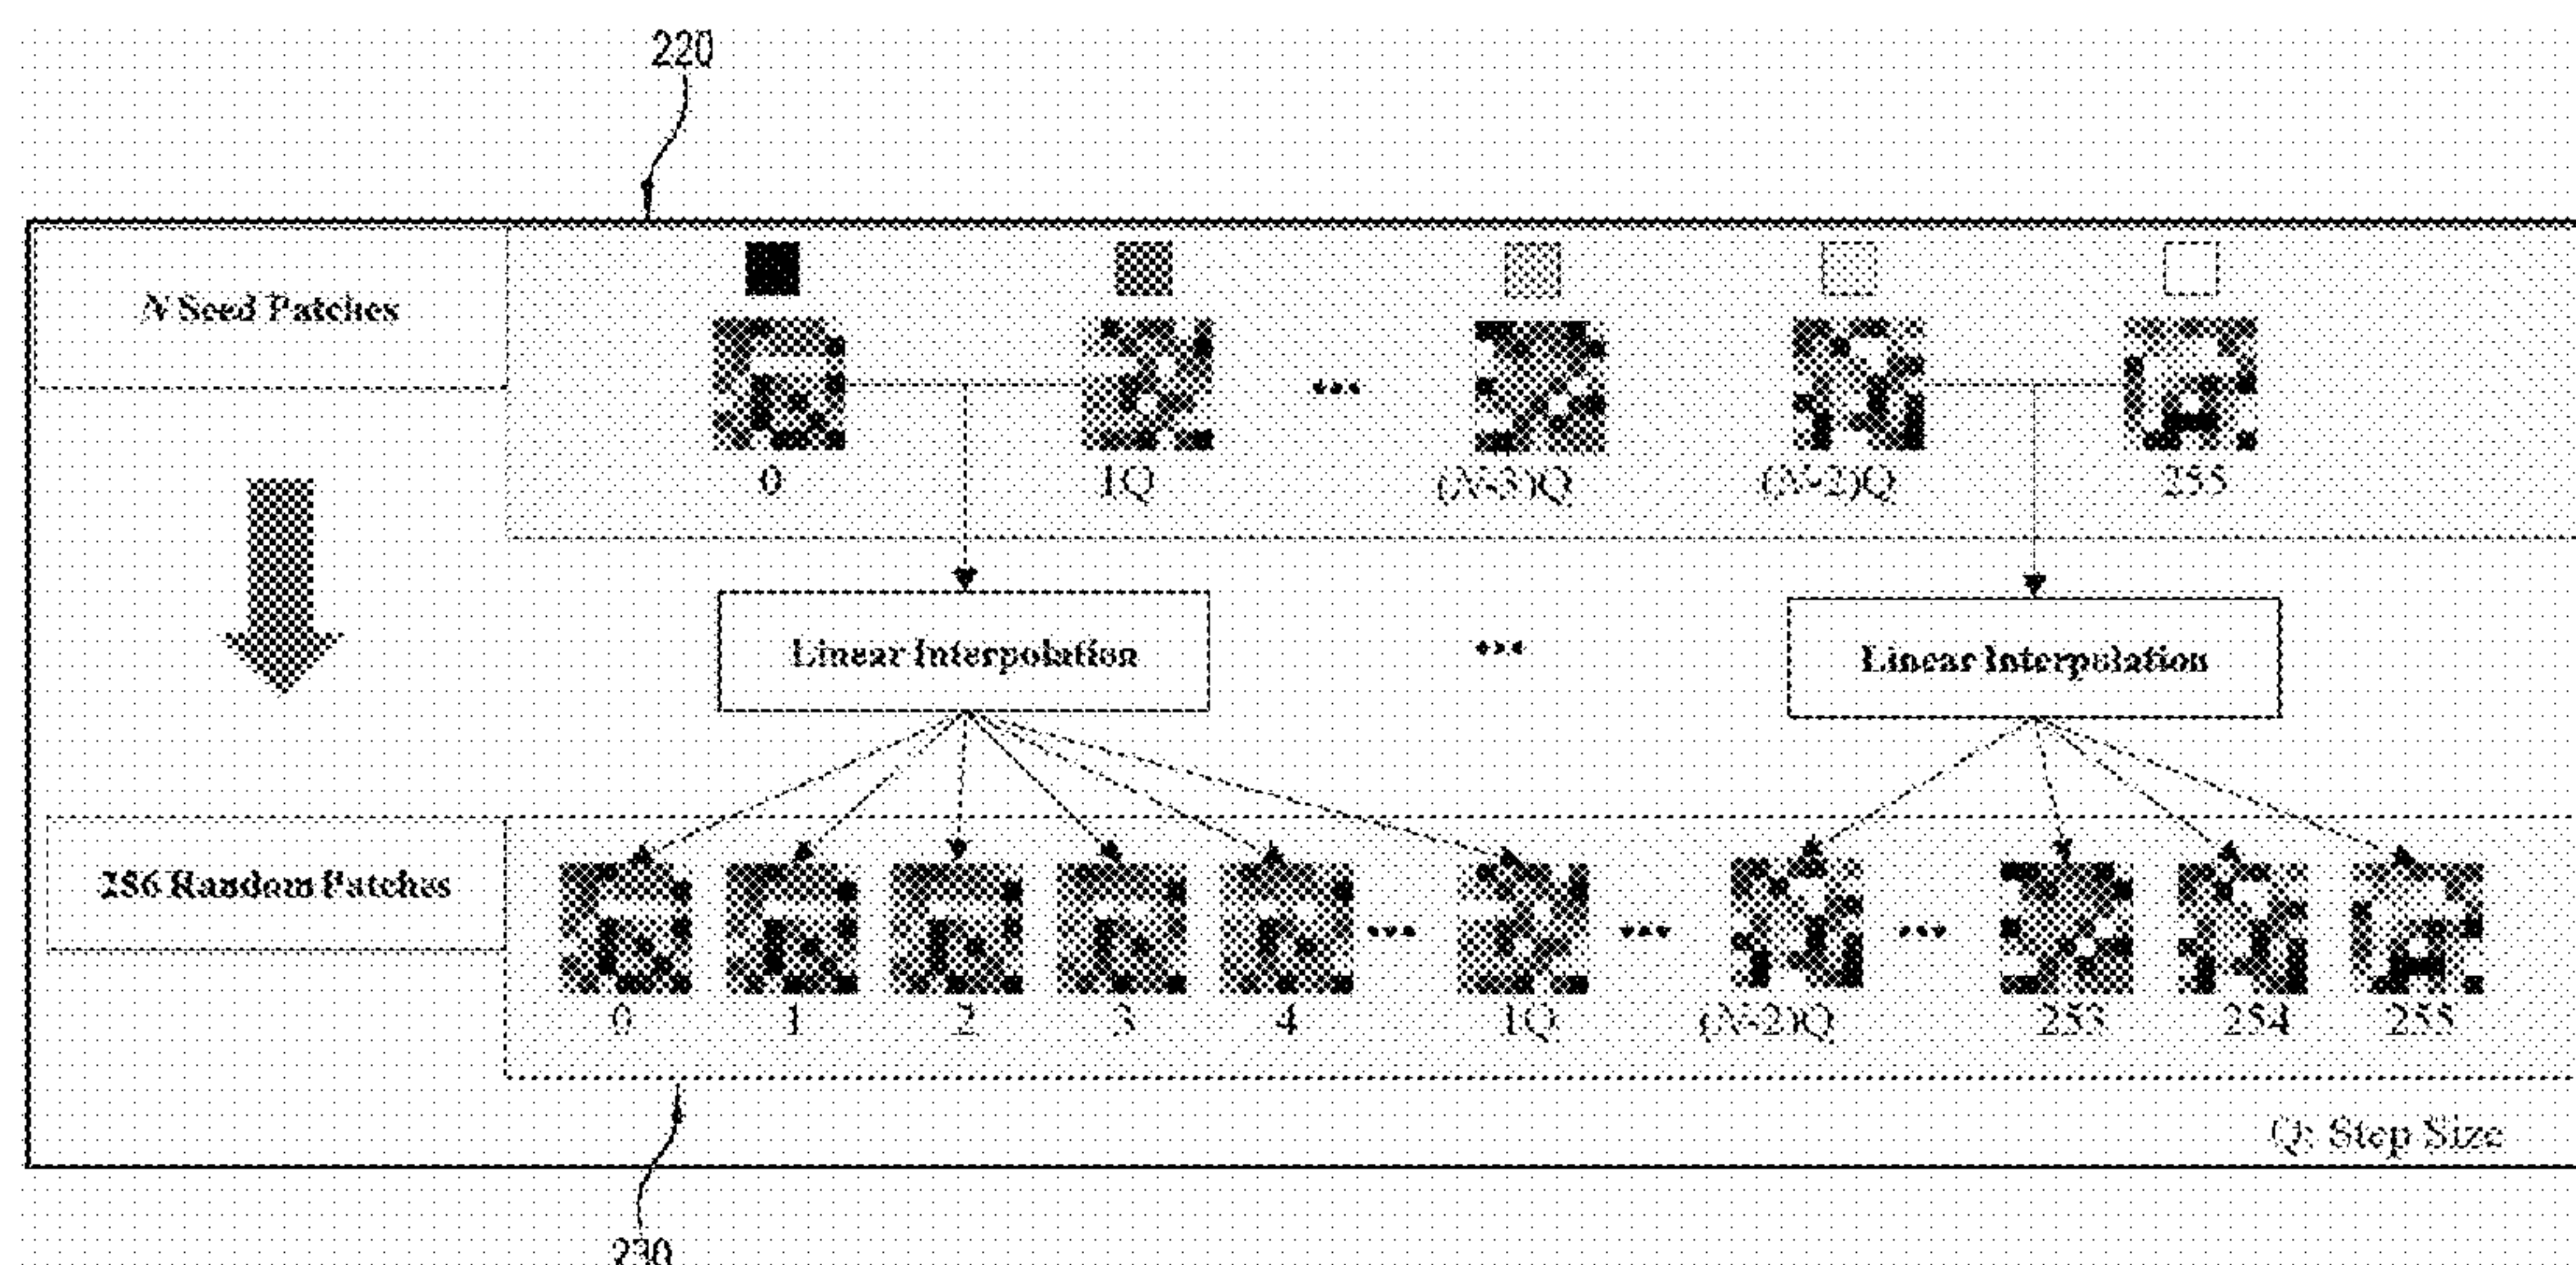 220
N Seed Patches
0 1Q ••• (N-3)Q (N-2)Q 255
Linear Interpolation ••• Linear Interpolation
256 Random Patches
0 1 2 3 4 ••• 1Q ••• (N-2)Q ••• 253 254 255
Q: Step Size
230